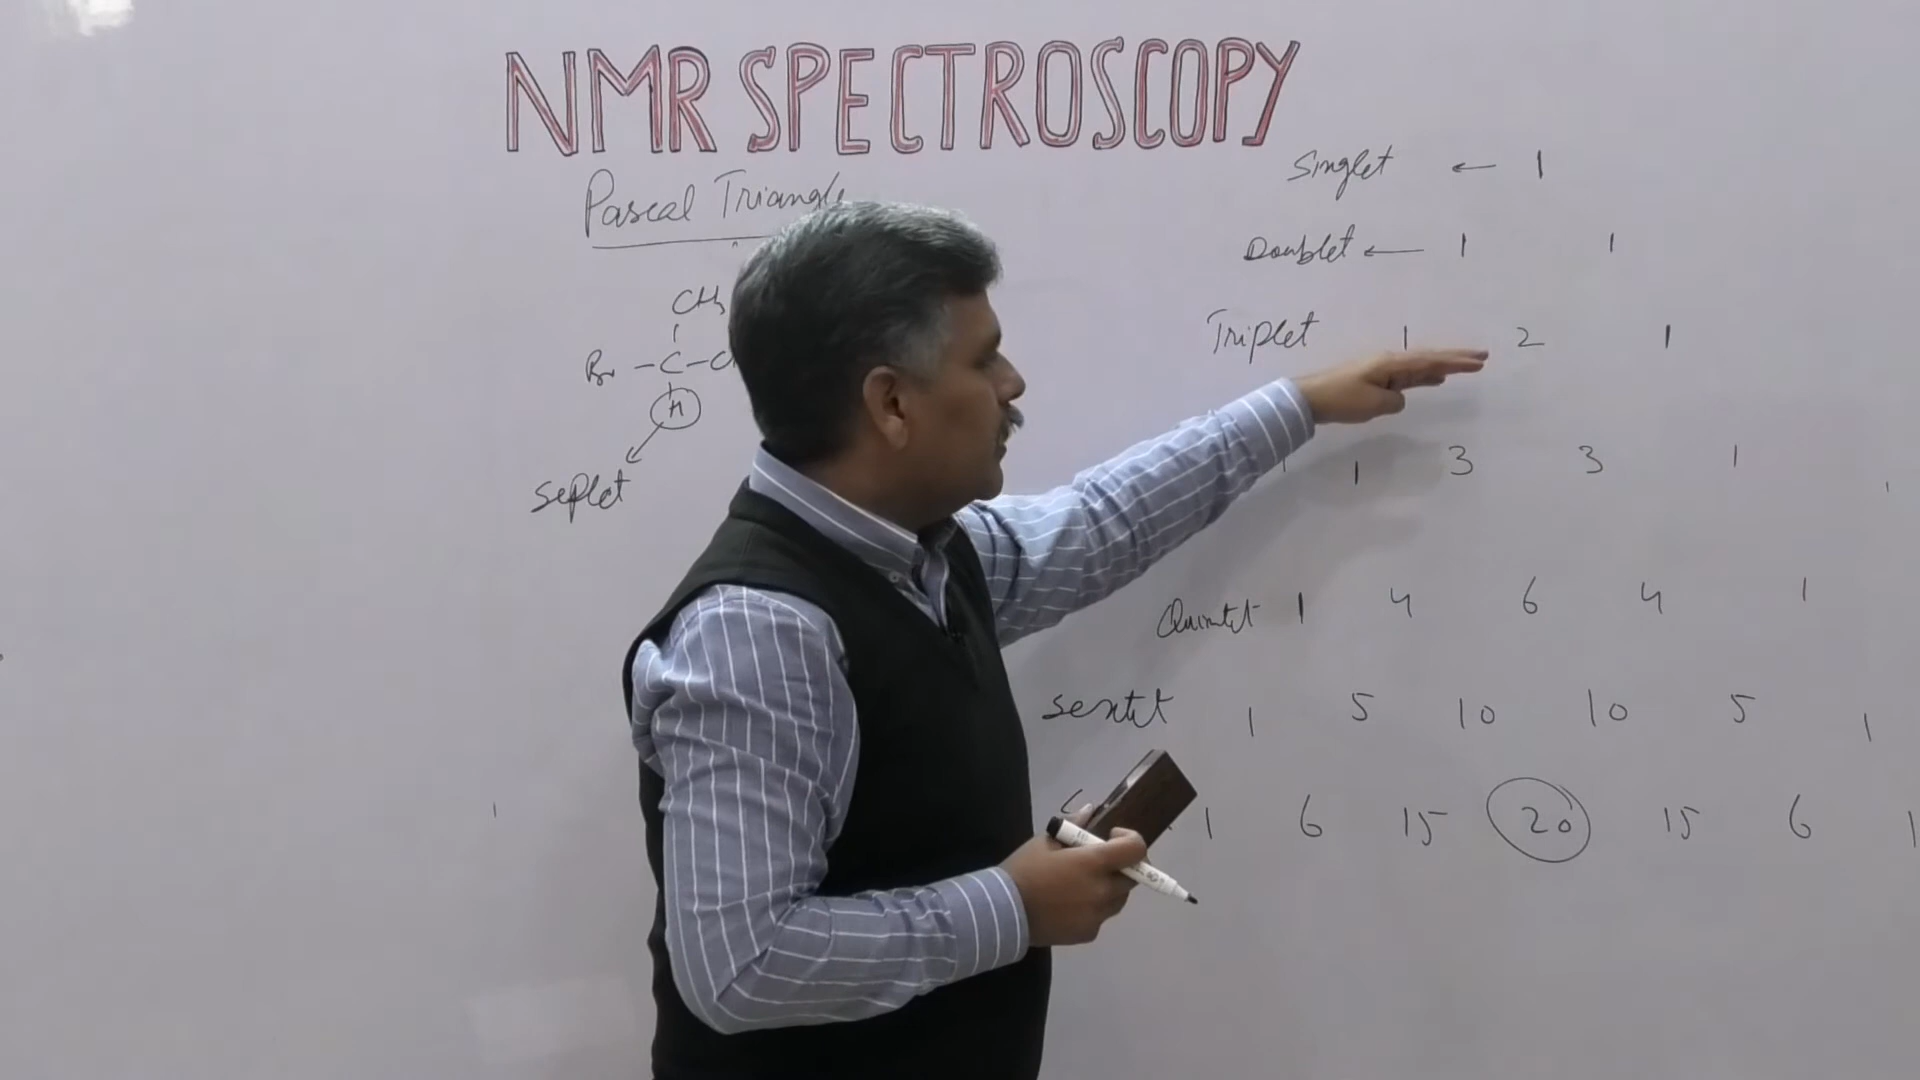 NMR SPECTROSCOPY
Pascal Triangle
CH3
Br - C - C
H
seplet
Singlet ← 1
Doublet ← 1 1
Triplet 1 2 1
1 3 3 1
Quintet 1 4 6 4 1
sextet 1 5 10 10 5 1
1 6 15 20 15 6 1